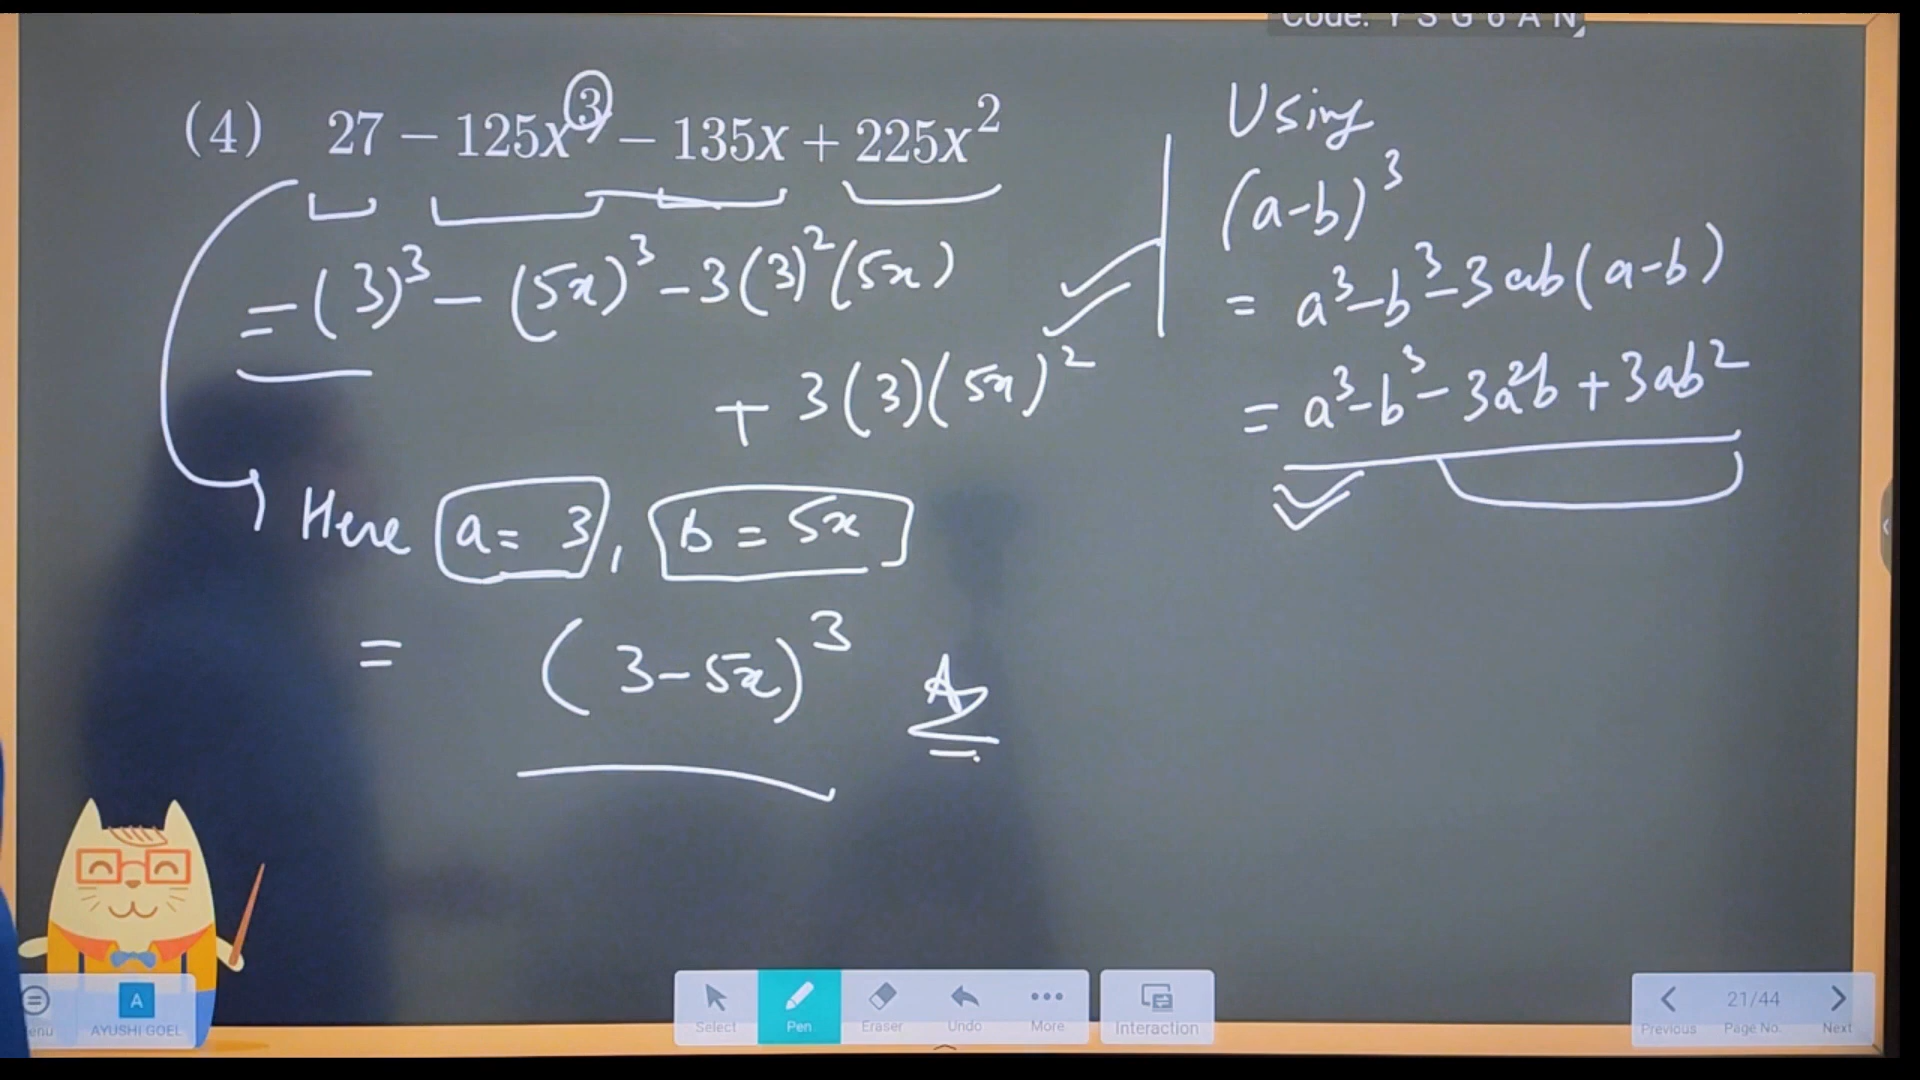 Code: Y S G 6 A N
(4) 27 − 125x³ − 135x + 225x²
= (3)³ − (5x)³ − 3(3)²(5x)
+ 3(3)(5x)²
Here a = 3, b = 5x
= (3−5x)³ A
Using
(a−b)³
= a³−b³−3ab(a−b)
= a³−b³−3a²b+3ab²
enu
A
AYUSHI GOEL
Select
Pen
Eraser
Undo
More
Interaction
21/44
Previous
Page No.
Next